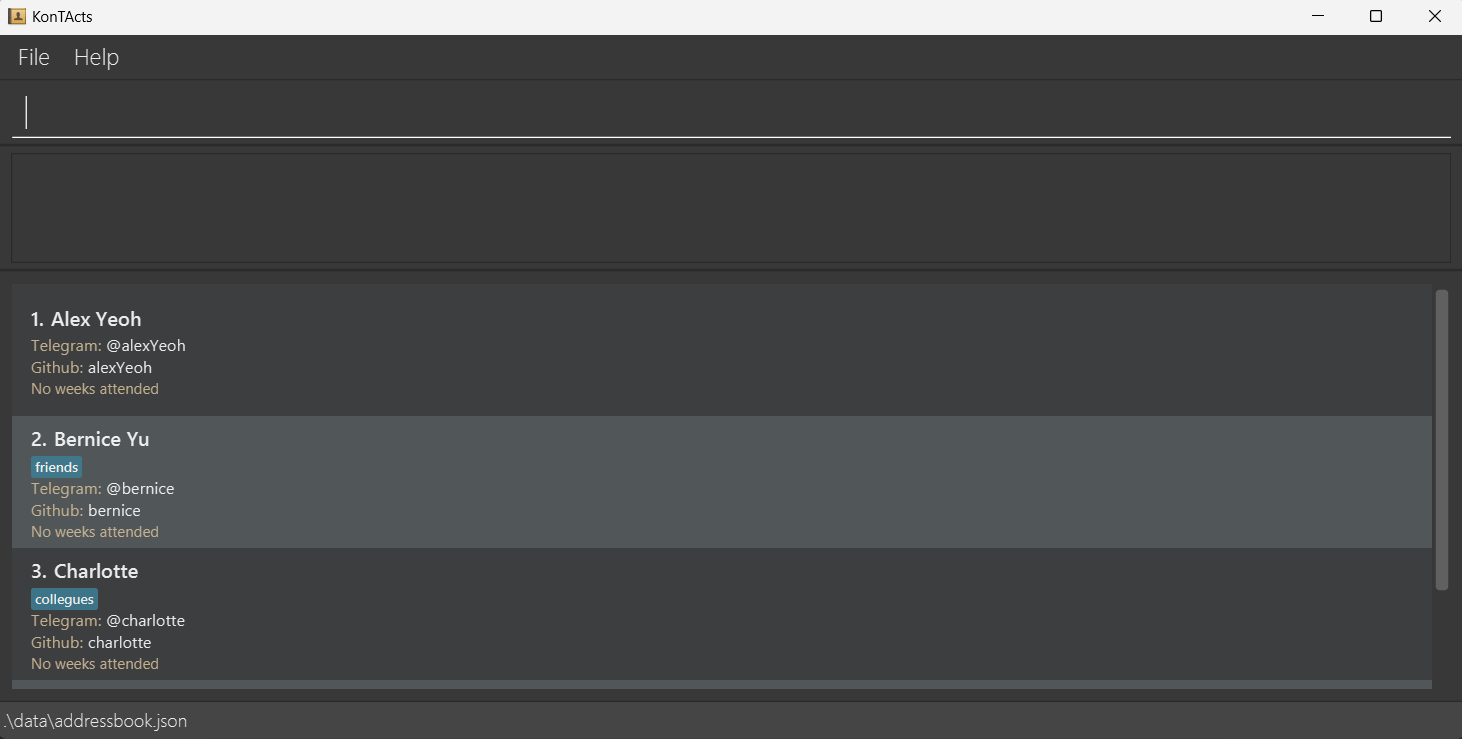 KonTActs
File Help
1. Alex Yeoh
Telegram: @alexYeoh
Github: alexYeoh
No weeks attended
2. Bernice Yu
friends
Telegram: @bernice
Github: bernice
No weeks attended
3. Charlotte
collegues
Telegram: @charlotte
Github: charlotte
No weeks attended
.\data\addressbook.json